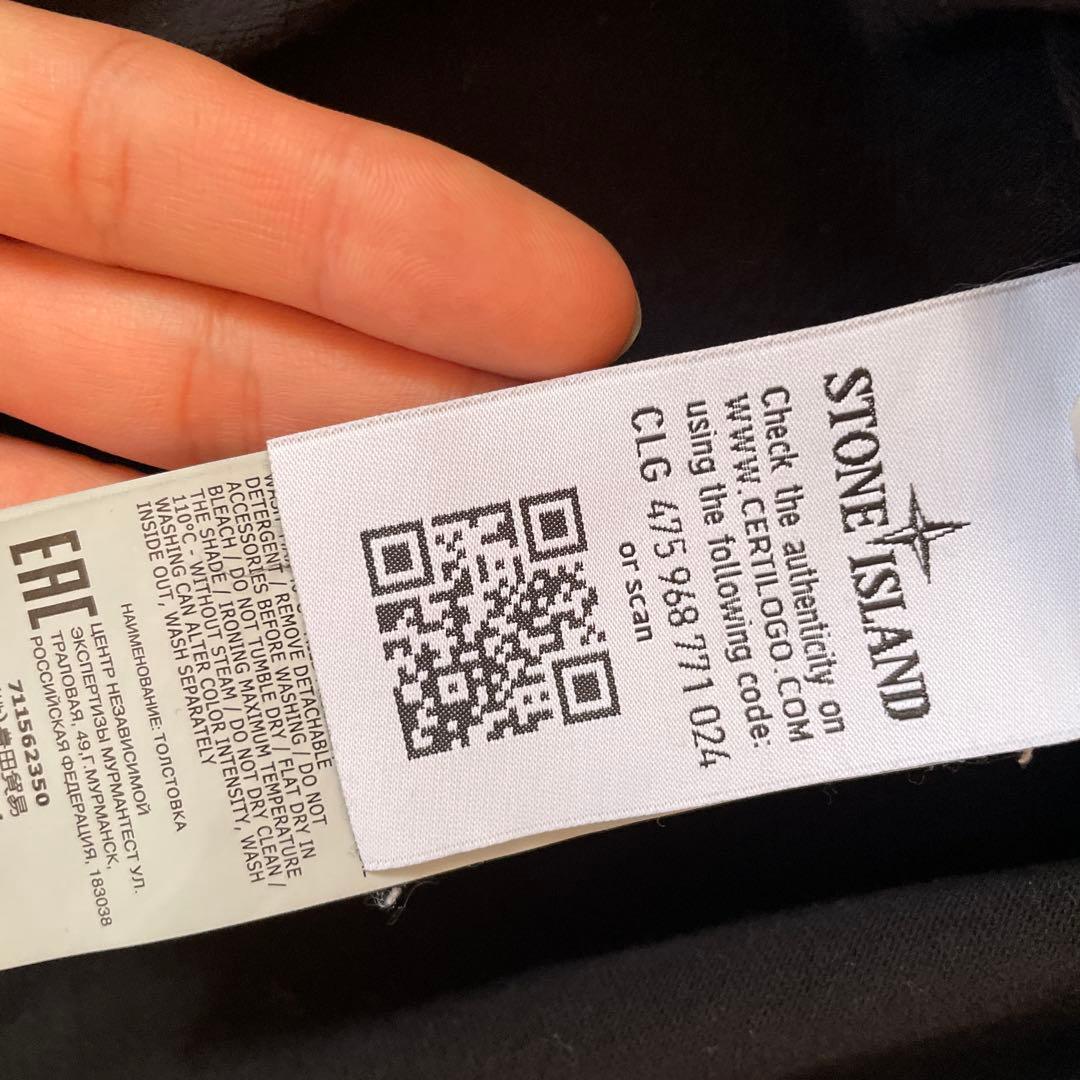 STONE ISLAND
Check the authenticity on
WWW.CERTILOGO.COM
using the following code:
CLG 475 968 771 024
or scan
DETERGENT / REMOVE DETACHABLE
ACCESSORIES BEFORE WASHING / DO NOT
BLEACH / DO NOT TUMBLE DRY / FLAT DRY IN
THE SHADE / IRONING MAXIMUM TEMPERATURE
110°C - WITHOUT STEAM / DO NOT DRY CLEAN /
WASHING CAN ALTER COLOR INTENSITY, WASH
INSIDE OUT, WASH SEPARATELY
НАИМЕНОВАНИЕ: ТОЛСТОВКА
EAC
ЦЕНТР НЕЗАВИСИМОЙ
ЭКСПЕРТИЗЫ МУРМАНТЕСТ УЛ.
ТРАЛОВАЯ, 49,Г.МУРМАНСК,
РОССИЙСКАЯ ФЕДЕРАЦИЯ, 183038
711562350